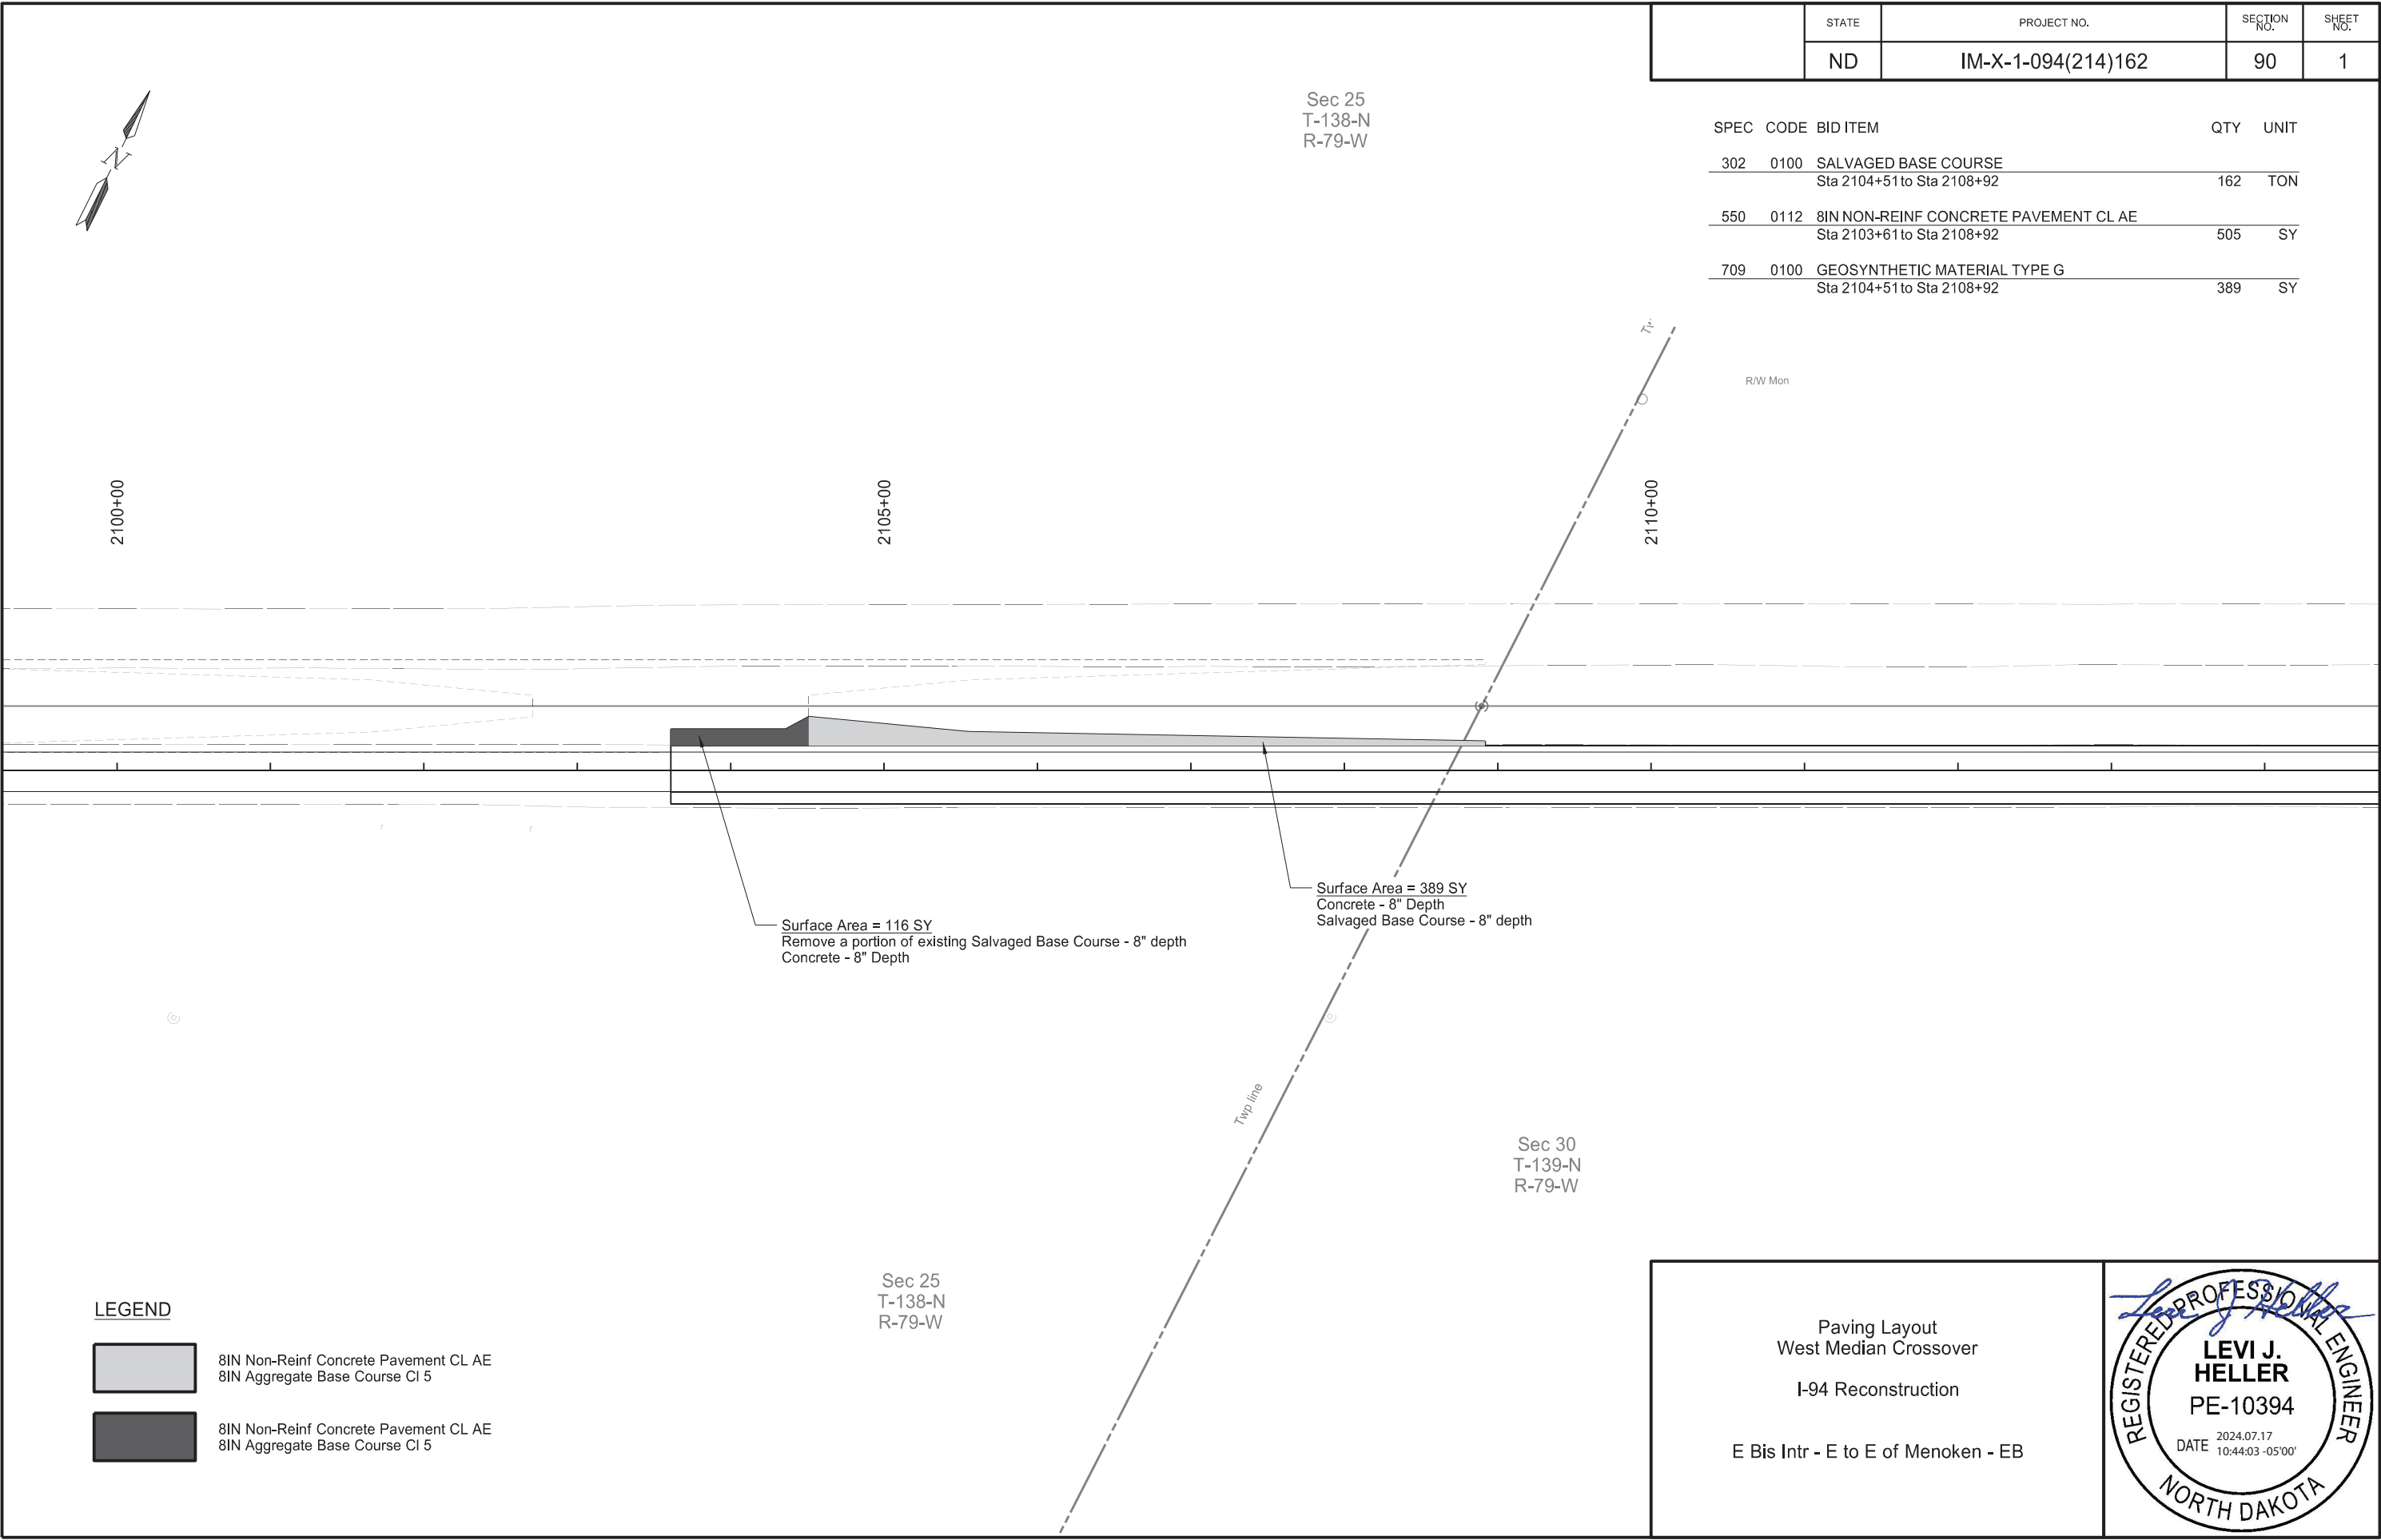 STATE PROJECT NO. SECTION NO. SHEET NO.
ND IM-X-1-094(214)162 90 1
Sec 25
T-138-N
R-79-W
N
SPEC CODE BID ITEM QTY UNIT
302 0100 SALVAGED BASE COURSE
Sta 2104+51 to Sta 2108+92 162 TON
550 0112 8IN NON-REINF CONCRETE PAVEMENT CL AE
Sta 2103+61 to Sta 2108+92 505 SY
709 0100 GEOSYNTHETIC MATERIAL TYPE G
Sta 2104+51 to Sta 2108+92 389 SY
R/W Mon
2100+00
2105+00
2110+00
Surface Area = 389 SY
Concrete - 8" Depth
Salvaged Base Course - 8" depth
Surface Area = 116 SY
Remove a portion of existing Salvaged Base Course - 8" depth
Concrete - 8" Depth
Twp line
Sec 30
T-139-N
R-79-W
Sec 25
T-138-N
R-79-W
LEGEND
8IN Non-Reinf Concrete Pavement CL AE
8IN Aggregate Base Course Cl 5
8IN Non-Reinf Concrete Pavement CL AE
8IN Aggregate Base Course Cl 5
Paving Layout
West Median Crossover
I-94 Reconstruction
E Bis Intr - E to E of Menoken - EB
Levi J Heller
REGISTERED PROFESSIONAL ENGINEER
LEVI J.
HELLER
PE-10394
DATE 2024.07.17
10:44:03 -05'00'
NORTH DAKOTA